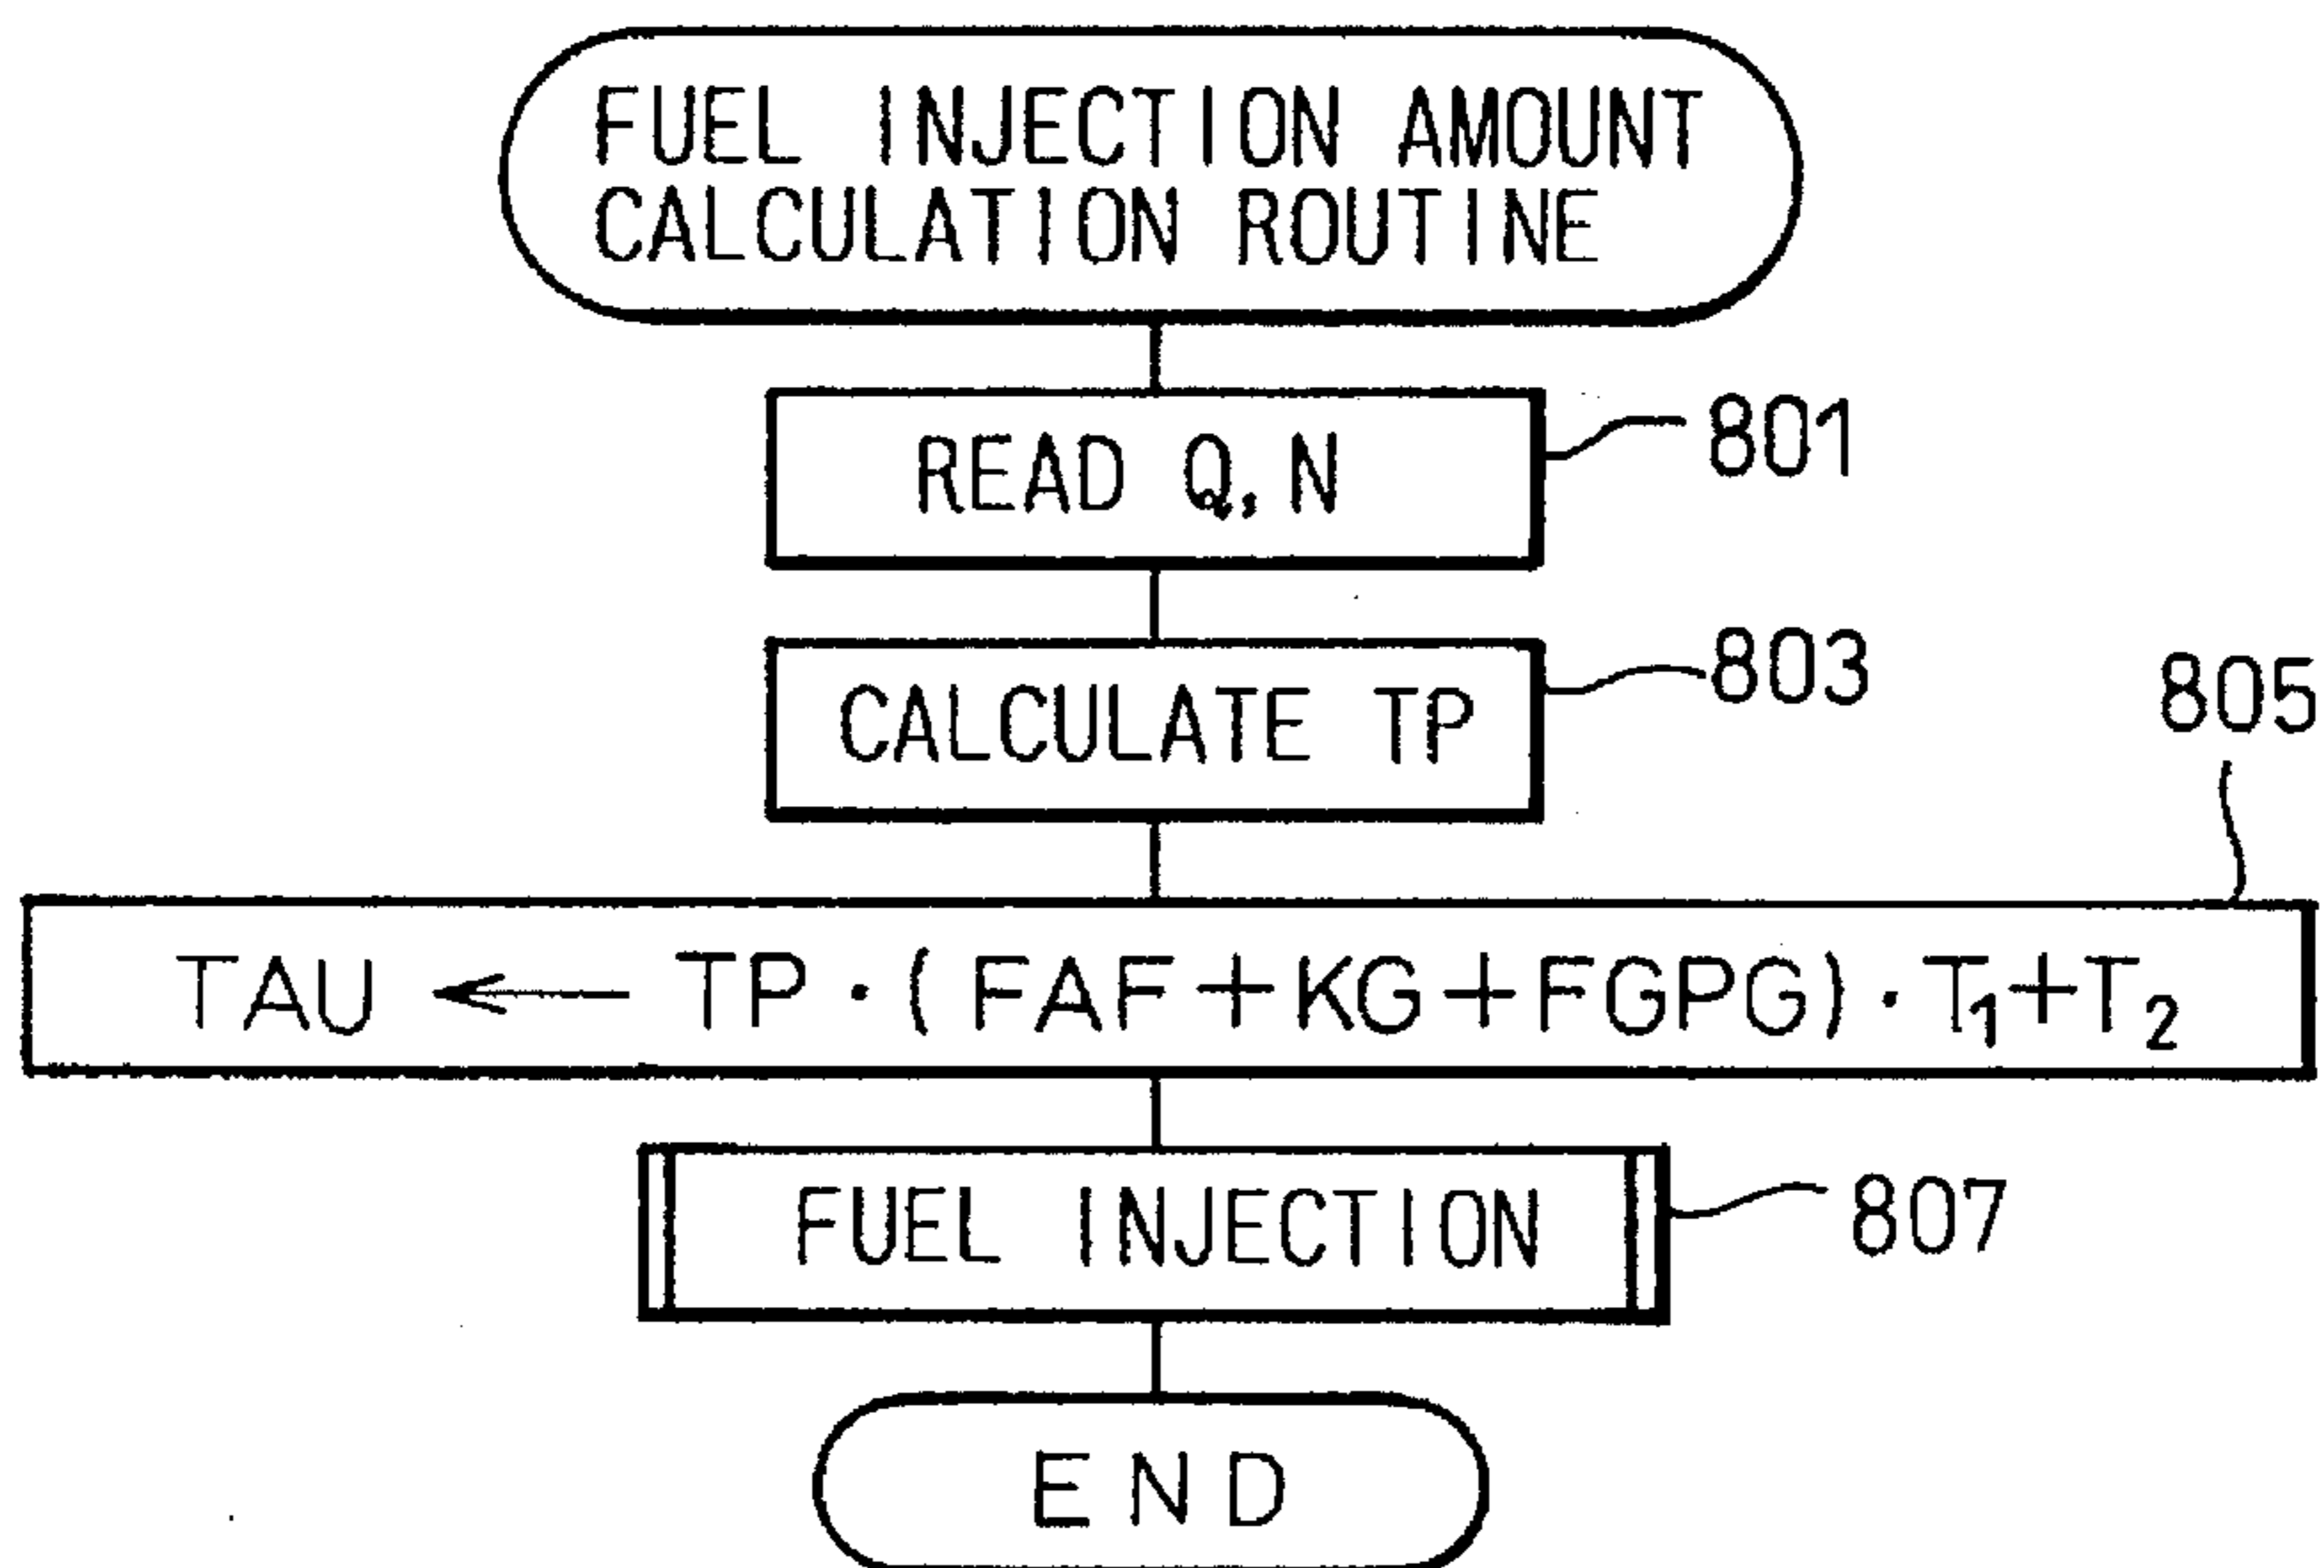 FUEL INJECTION AMOUNT
CALCULATION ROUTINE
READ Q, N
801
CALCULATE TP
803
805
TAU ← TP · (FAF + KG + FGPG) · T₁ + T₂
FUEL INJECTION
807
END